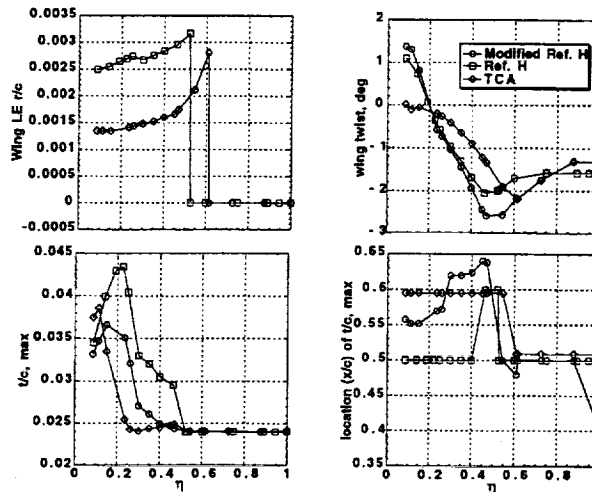 Wing LE r/c
0.0035
0.003
0.0025
0.002
0.0015
0.001
0.0005
0
-0.0005
wing twist, deg
2
1
0
- 1
- 2
- 3
Modified Ref. H
Ref. H
TCA
t/c, max
0.045
0.04
0.035
0.03
0.025
0.02
0 0.2 0.4 0.6 0.8 1
η
location (x/c) of t/c, max
0.65
0.6
0.55
0.5
0.45
0.4
0.35
0 0.2 0.4 0.6 0.8
η